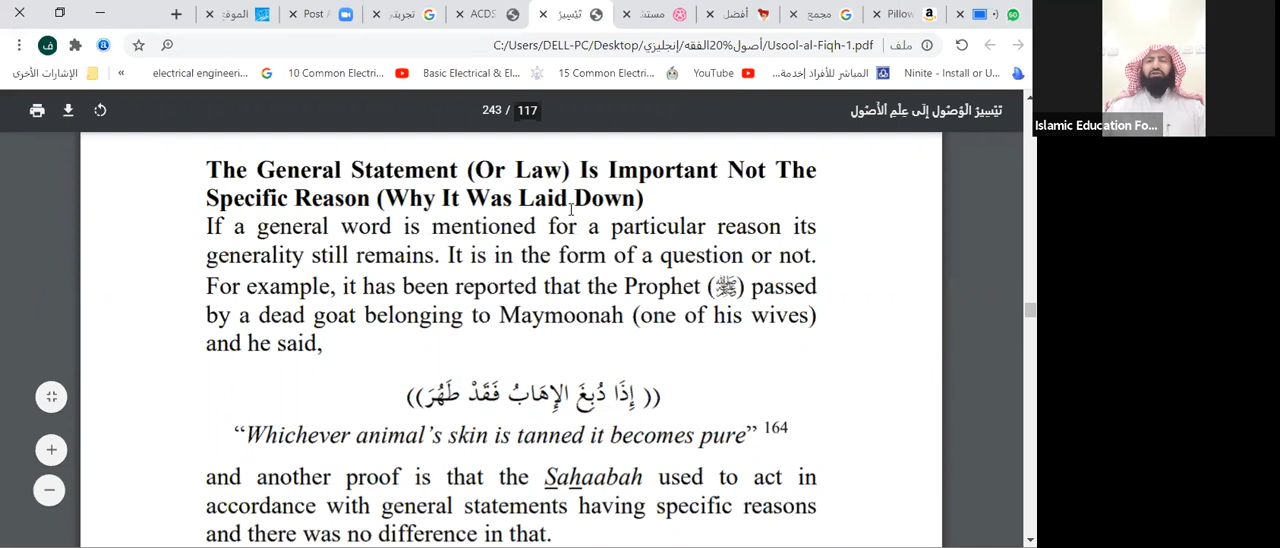 الموقع
Post A
تجربتي
ACDS
تَيْسِيرُ
مستند
أفضل
مجمع
Pillow
60
C:/Users/DELL-PC/Desktop/أصول%20الفقه/إنجليزي/Usool-al-Fiqh-1.pdf
ملف
الإشارات الأخرى
»
electrical engineeri...
10 Common Electri...
Basic Electrical & El...
15 Common Electri...
YouTube
المباشر للأفراد إخدمة...
Ninite - Install or U...
243 / 117
تَيْسِيرُ الْوُصُولِ إِلَى عِلْمِ الْأُصُولِ
Islamic Education Fo...
The General Statement (Or Law) Is Important Not The
Specific Reason (Why It Was Laid Down)
If a general word is mentioned for a particular reason its
generality still remains. It is in the form of a question or not.
For example, it has been reported that the Prophet (ﷺ) passed
by a dead goat belonging to Maymoonah (one of his wives)
and he said,
(( إِذَا دُبِغَ الإِهَابُ فَقَدْ طَهُرَ ))
“Whichever animal’s skin is tanned it becomes pure” 164
and another proof is that the Sahaabah used to act in
accordance with general statements having specific reasons
and there was no difference in that.